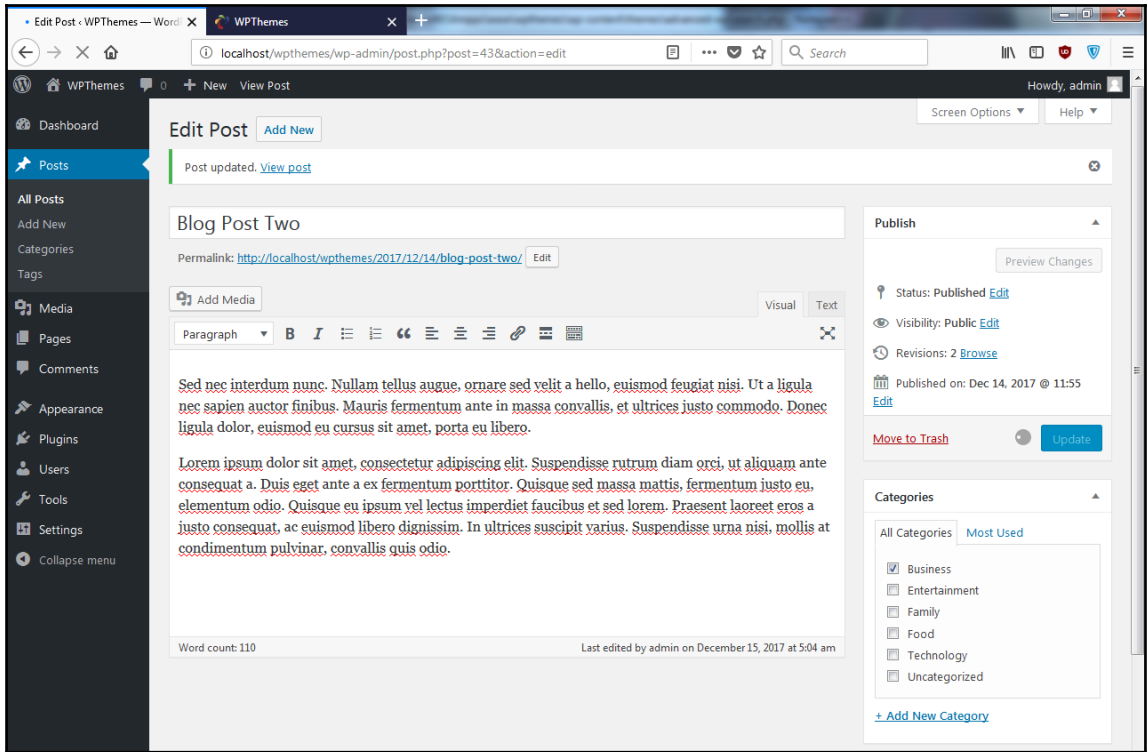 Edit Post ‹ WPThemes — Word
WPThemes
localhost/wpthemes/wp-admin/post.php?post=43&action=edit
Search
WPThemes 0 + New View Post
Howdy, admin
Screen Options ▼ Help ▼
Dashboard
Posts
All Posts
Add New
Categories
Tags
Media
Pages
Comments
Appearance
Plugins
Users
Tools
Settings
Collapse menu
Edit Post Add New
Post updated. View post
Blog Post Two
Permalink: http://localhost/wpthemes/2017/12/14/blog-post-two/ Edit
Add Media
Visual Text
Paragraph
Sed nec interdum nunc. Nullam tellus augue, ornare sed velit a hello, euismod feugiat nisi. Ut a ligula
nec sapien auctor finibus. Mauris fermentum ante in massa convallis, et ultrices justo commodo. Donec
ligula dolor, euismod eu cursus sit amet, porta eu libero.
Lorem ipsum dolor sit amet, consectetur adipiscing elit. Suspendisse rutrum diam orci, ut aliquam ante
consequat a. Duis eget ante a ex fermentum porttitor. Quisque sed massa mattis, fermentum justo eu,
elementum odio. Quisque eu ipsum vel lectus imperdiet faucibus et sed lorem. Praesent laoreet eros a
justo consequat, ac euismod libero dignissim. In ultrices suscipit varius. Suspendisse urna nisi, mollis at
condimentum pulvinar, convallis quis odio.
Word count: 110
Last edited by admin on December 15, 2017 at 5:04 am
Publish
Preview Changes
Status: Published Edit
Visibility: Public Edit
Revisions: 2 Browse
Published on: Dec 14, 2017 @ 11:55
Edit
Move to Trash
Update
Categories
All Categories Most Used
Business
Entertainment
Family
Food
Technology
Uncategorized
+ Add New Category